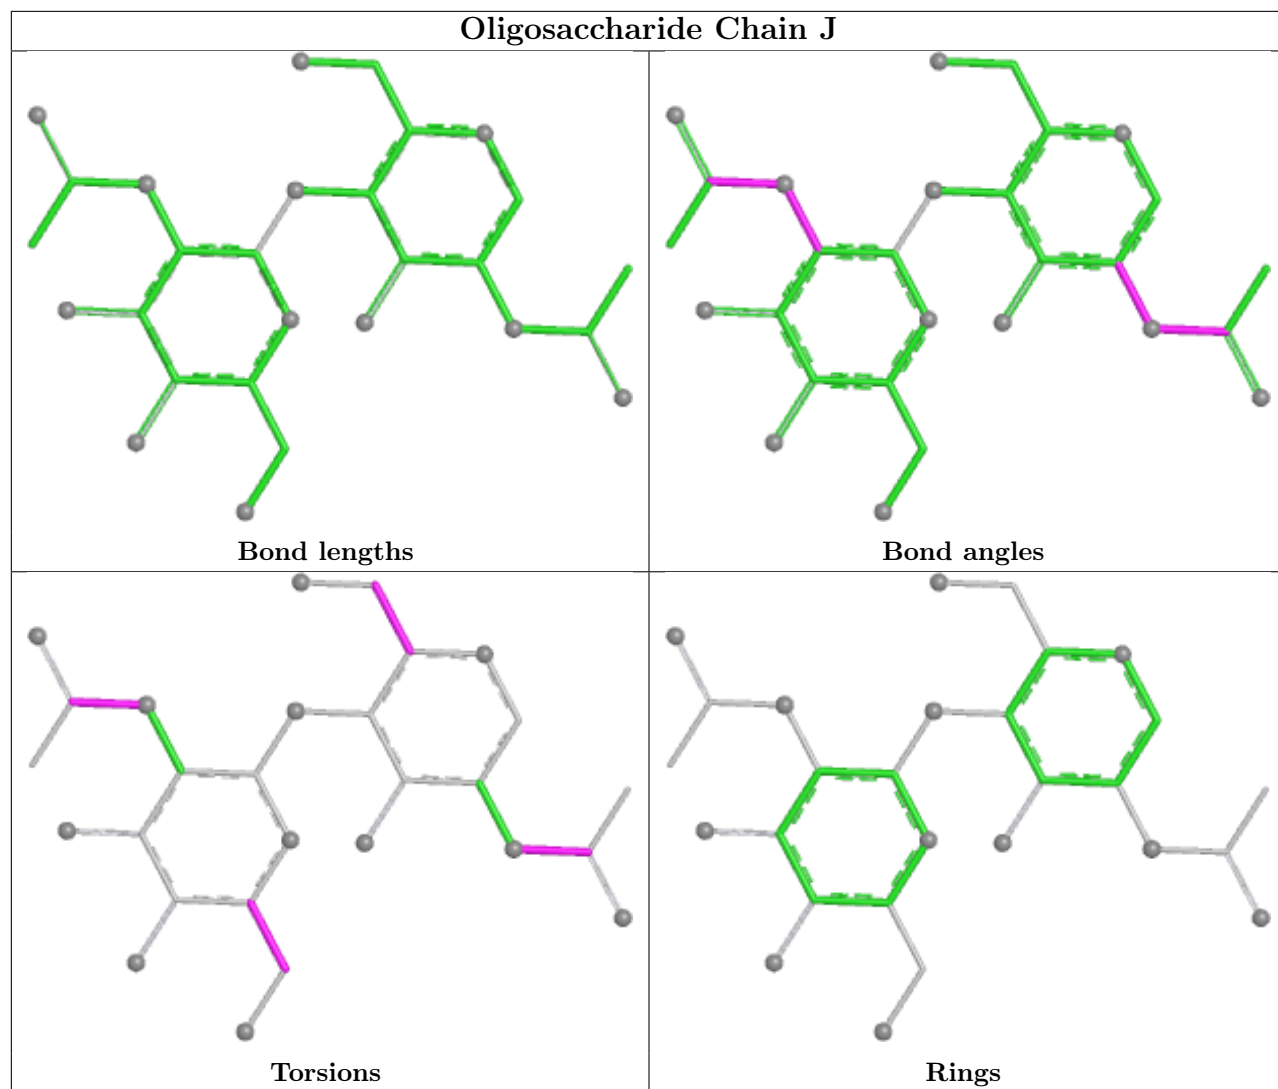 Oligosaccharide Chain J
Bond lengths
Bond angles
Torsions
Rings